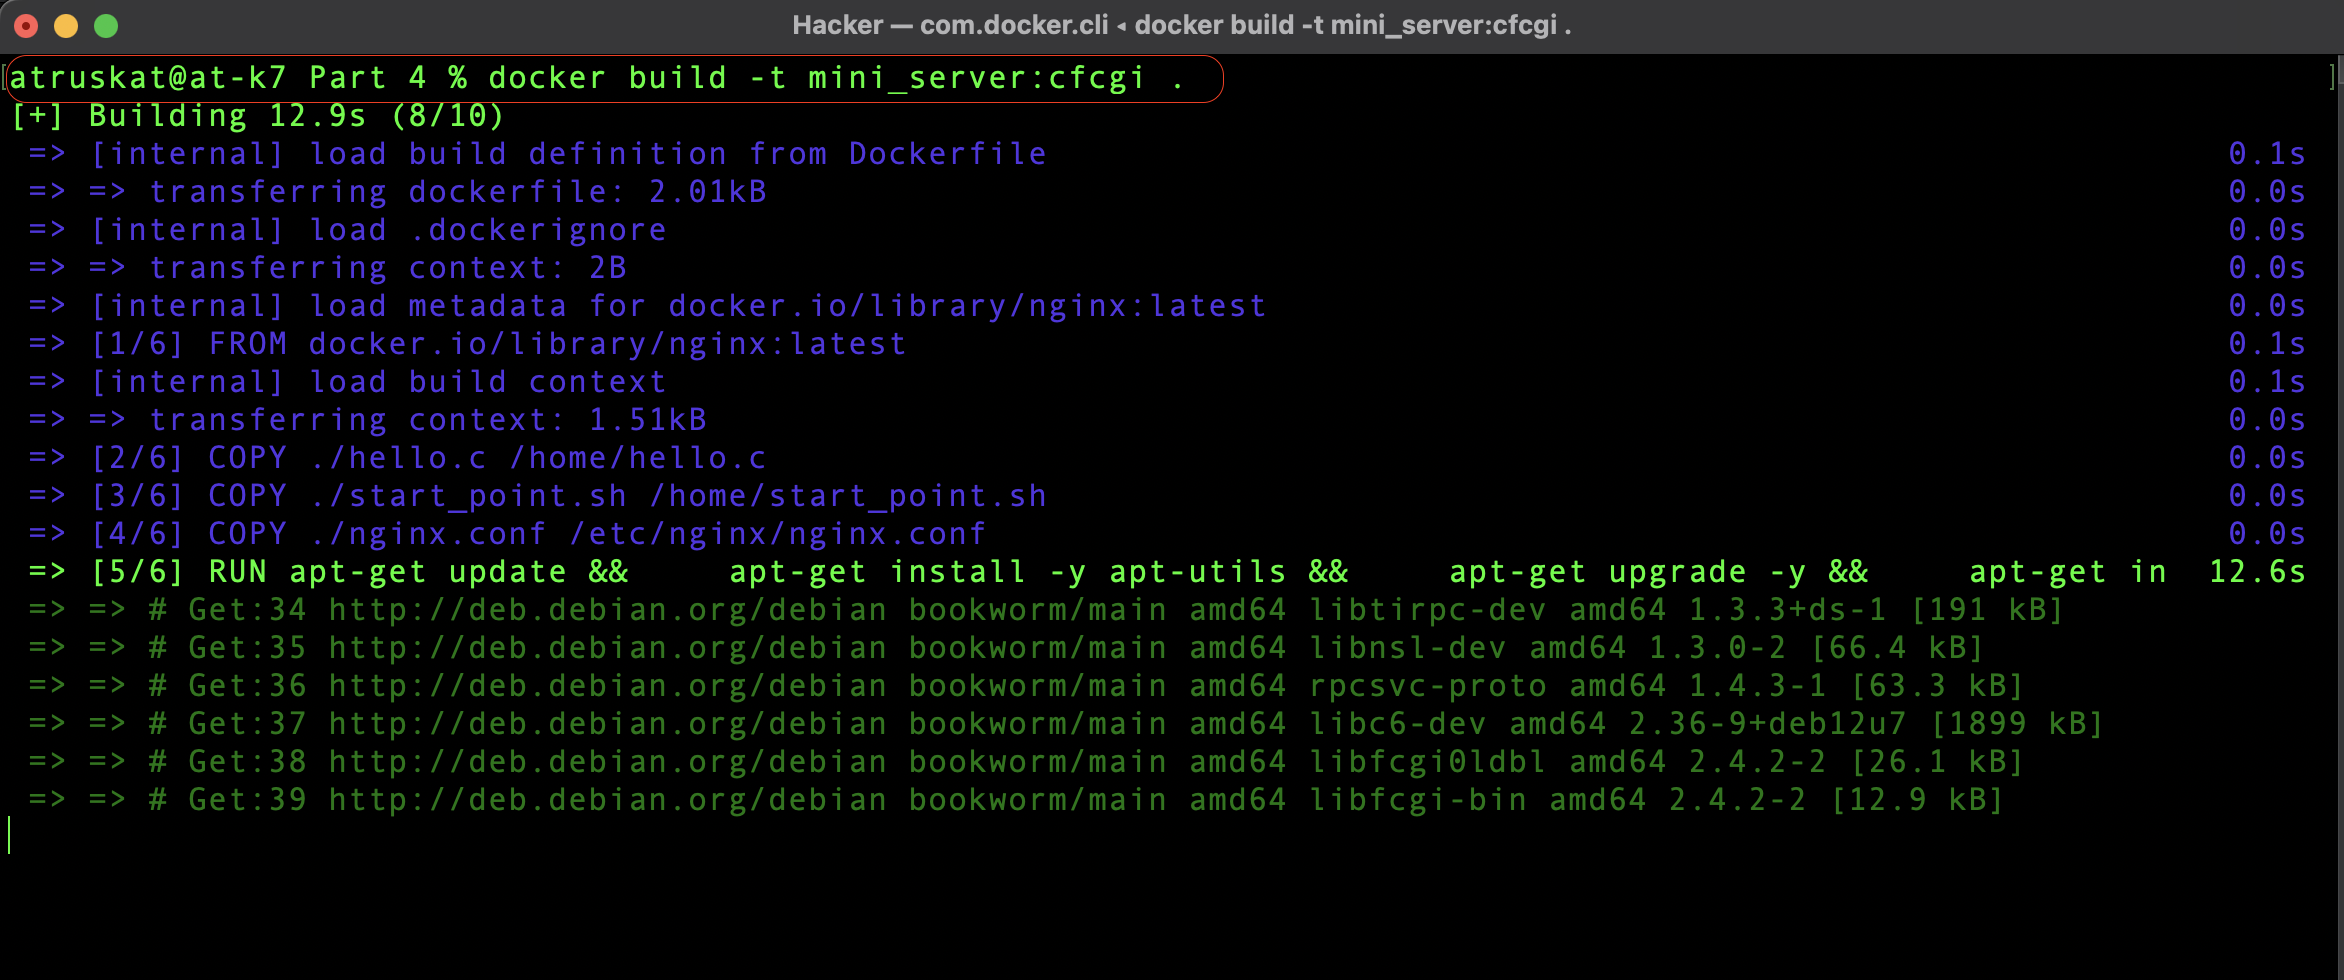 Hacker — com.docker.cli ◂ docker build -t mini_server:cfcgi .
[atruskat@at-k7 Part 4 % docker build -t mini_server:cfcgi . ]
[+] Building 12.9s (8/10)
=> [internal] load build definition from Dockerfile 0.1s
=> => transferring dockerfile: 2.01kB 0.0s
=> [internal] load .dockerignore 0.0s
=> => transferring context: 2B 0.0s
=> [internal] load metadata for docker.io/library/nginx:latest 0.0s
=> [1/6] FROM docker.io/library/nginx:latest 0.1s
=> [internal] load build context 0.1s
=> => transferring context: 1.51kB 0.0s
=> [2/6] COPY ./hello.c /home/hello.c 0.0s
=> [3/6] COPY ./start_point.sh /home/start_point.sh 0.0s
=> [4/6] COPY ./nginx.conf /etc/nginx/nginx.conf 0.0s
=> [5/6] RUN apt-get update &&     apt-get install -y apt-utils &&     apt-get upgrade -y &&     apt-get in 12.6s
=> => # Get:34 http://deb.debian.org/debian bookworm/main amd64 libtirpc-dev amd64 1.3.3+ds-1 [191 kB]
=> => # Get:35 http://deb.debian.org/debian bookworm/main amd64 libnsl-dev amd64 1.3.0-2 [66.4 kB]
=> => # Get:36 http://deb.debian.org/debian bookworm/main amd64 rpcsvc-proto amd64 1.4.3-1 [63.3 kB]
=> => # Get:37 http://deb.debian.org/debian bookworm/main amd64 libc6-dev amd64 2.36-9+deb12u7 [1899 kB]
=> => # Get:38 http://deb.debian.org/debian bookworm/main amd64 libfcgi0ldbl amd64 2.4.2-2 [26.1 kB]
=> => # Get:39 http://deb.debian.org/debian bookworm/main amd64 libfcgi-bin amd64 2.4.2-2 [12.9 kB]